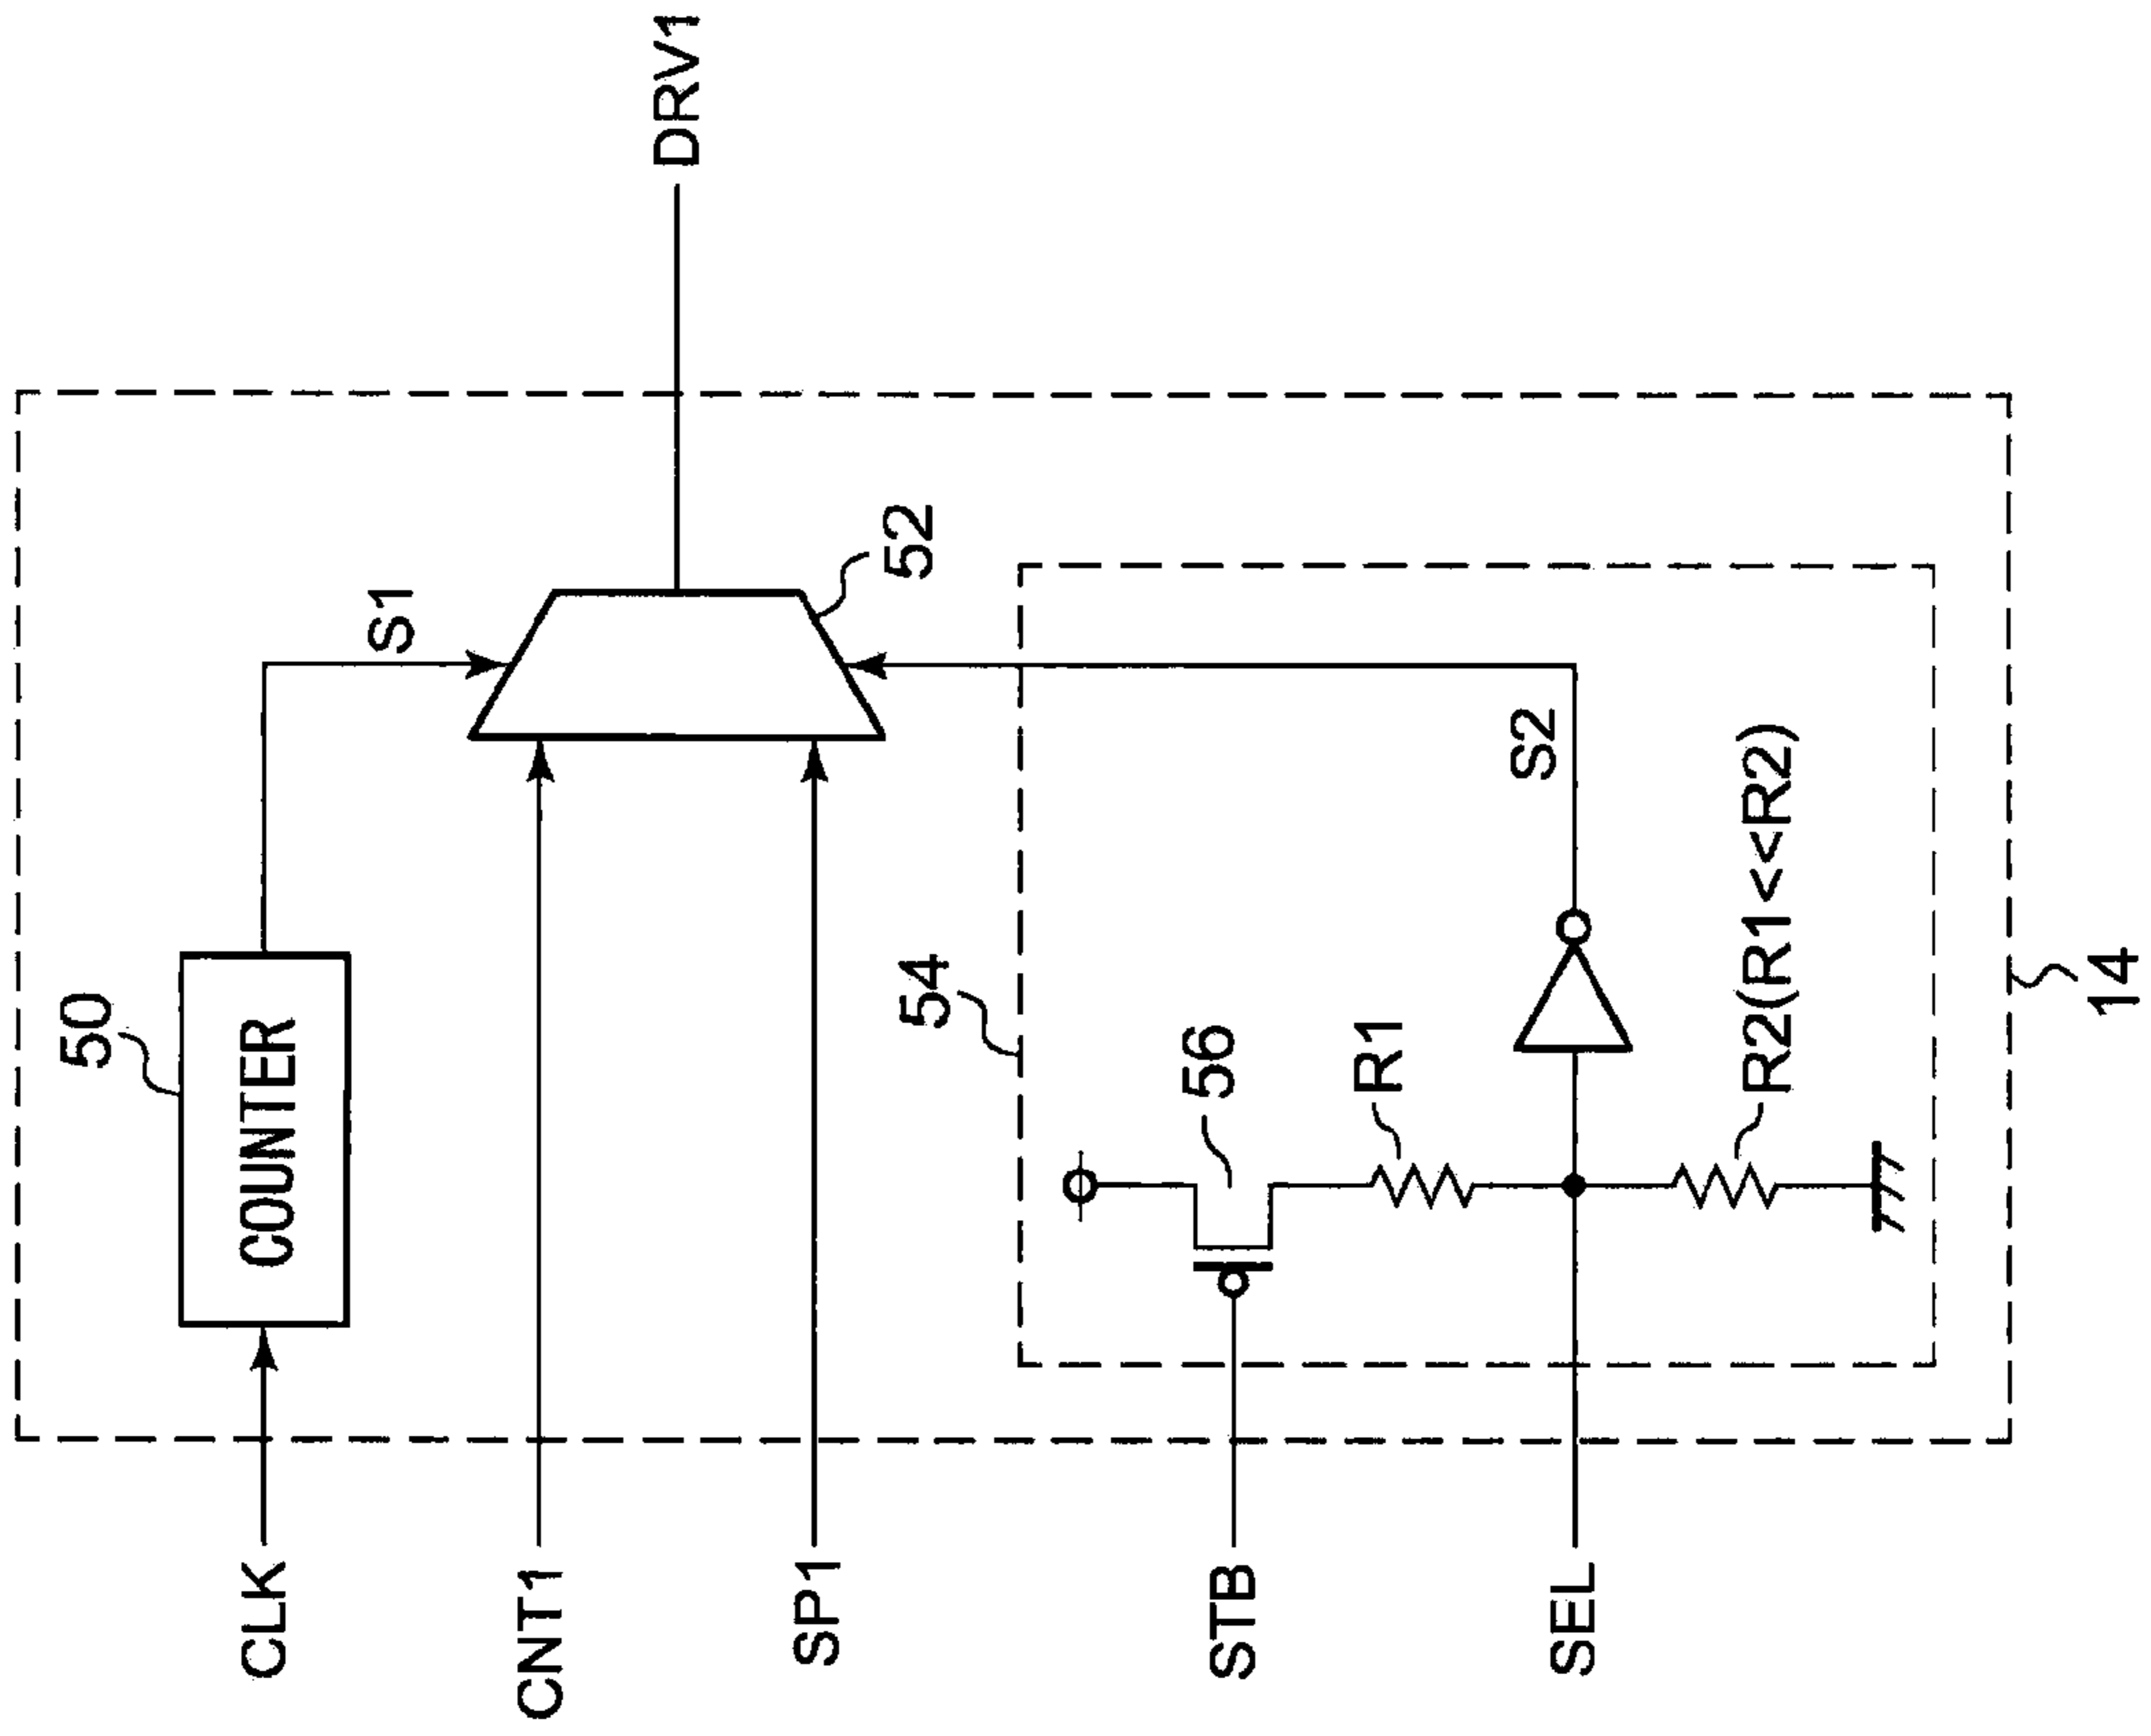 50
COUNTER
CLK
S1
CNT1
SP1
DRV1
52
54
56
STB
R1
SEL
S2
R2(R1<<R2)
14